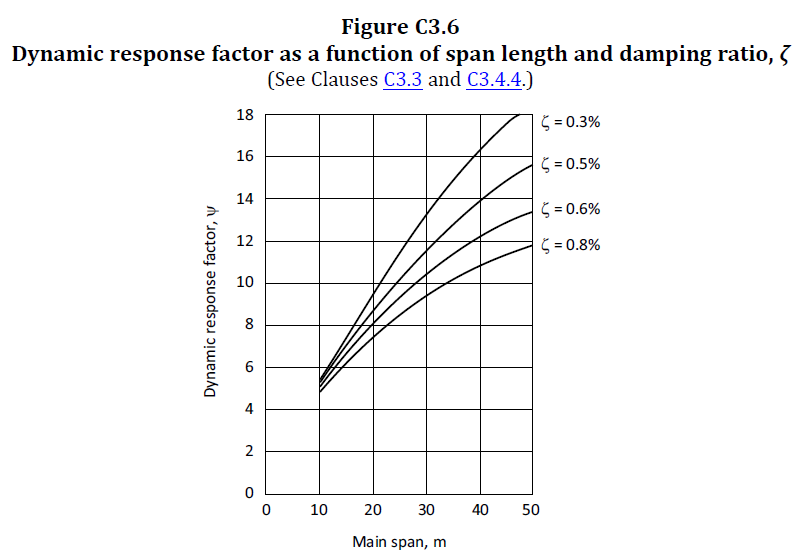 Figure C3.6
Dynamic response factor as a function of span length and damping ratio, ζ
(See Clauses C3.3 and C3.4.4.)
18
16
14
12
10
8
6
4
2
0
Dynamic response factor, ψ
ζ = 0.3%
ζ = 0.5%
ζ = 0.6%
ζ = 0.8%
0 10 20 30 40 50
Main span, m